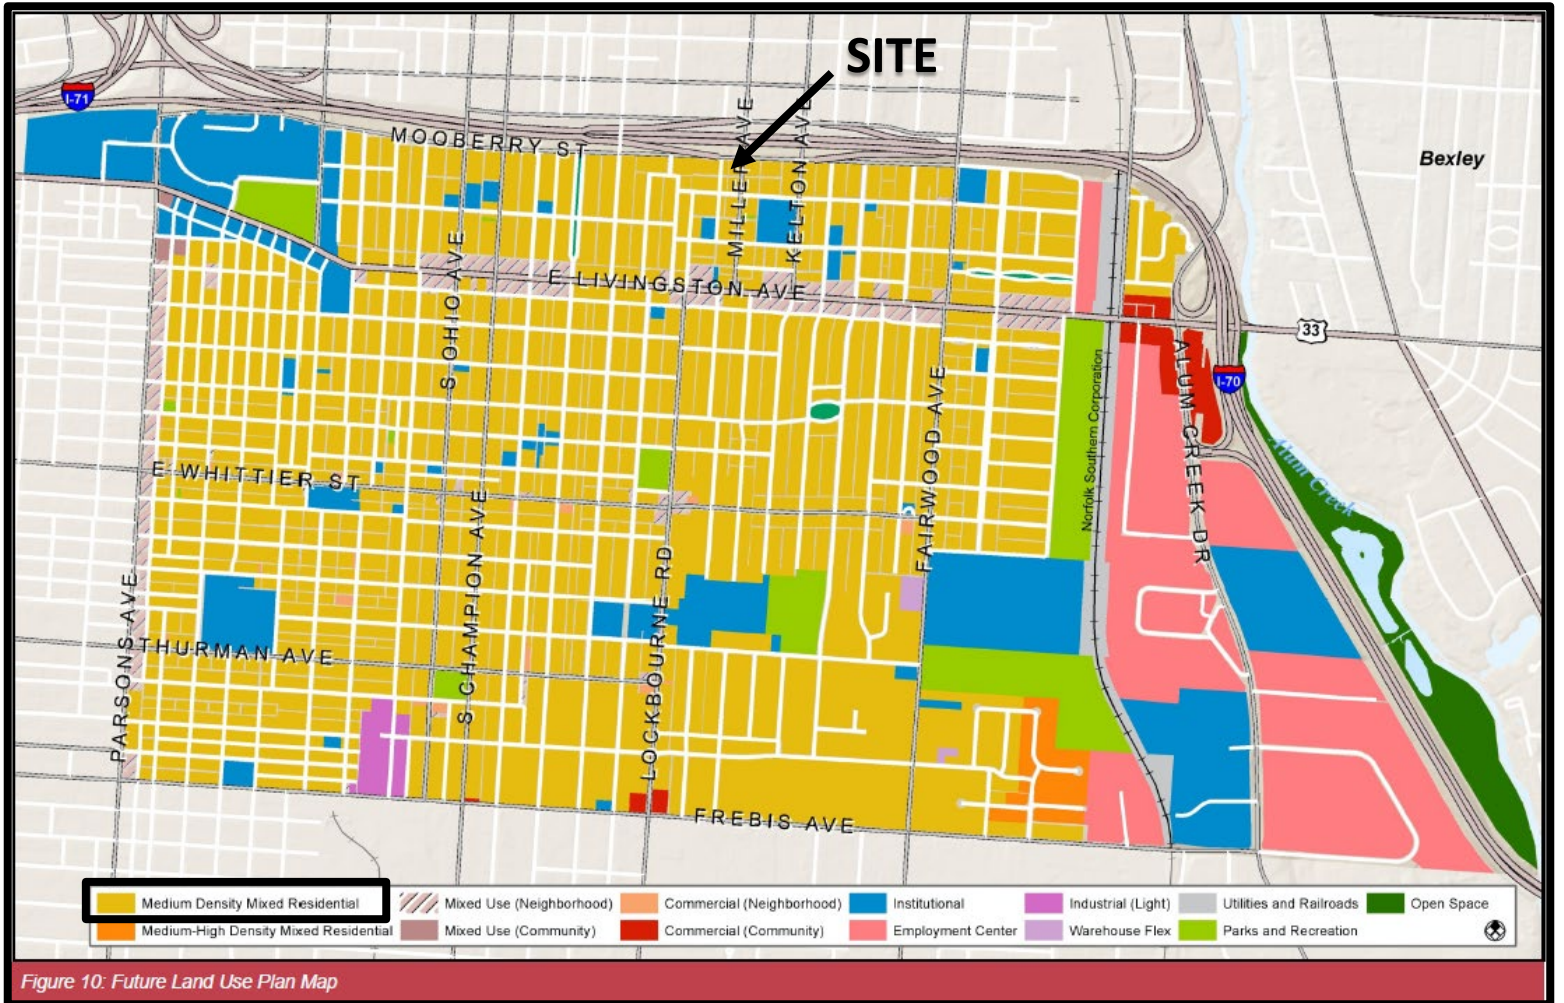 SITE
I-71
MOOBERRY ST
MILLER AVE
KELTON AVE
Bexley
S OHIO AVE
E LIVINGSTON AVE
33
I-70
ALUM CREEK DR
Norfolk Southern Corporation
FAIRWOOD AVE
Alum Creek
E WHITTIER ST
S CHAMPION AVE
LOCKBOURNE RD
PARSONS AVE
THURMAN AVE
FREBIS AVE
Medium Density Mixed Residential
Mixed Use (Neighborhood)
Commercial (Neighborhood)
Institutional
Industrial (Light)
Utilities and Railroads
Open Space
Medium-High Density Mixed Residential
Mixed Use (Community)
Commercial (Community)
Employment Center
Warehouse Flex
Parks and Recreation
Figure 10: Future Land Use Plan Map